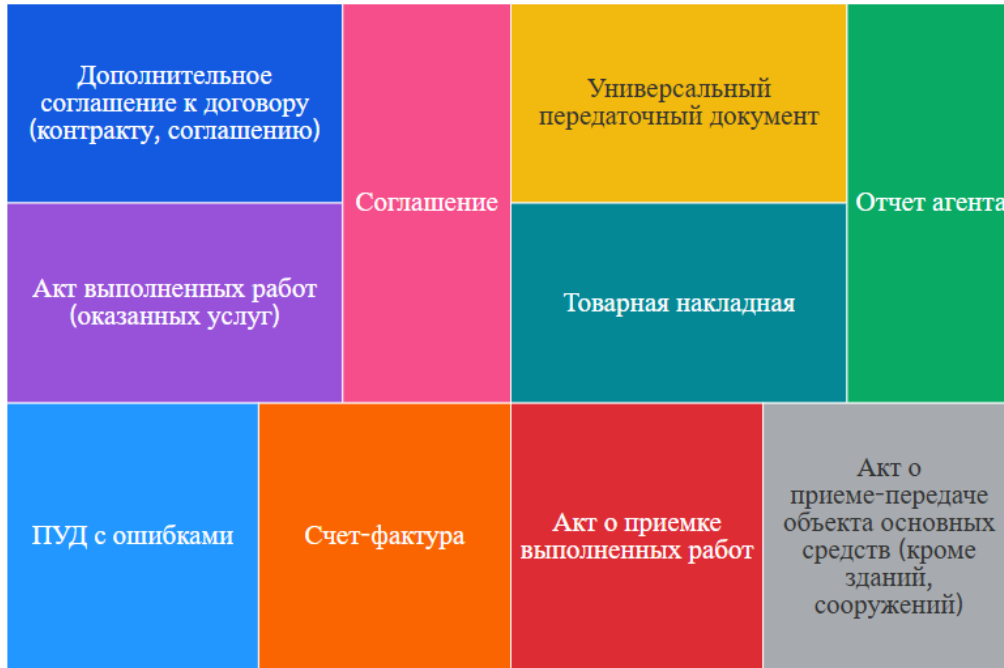 Дополнительное
соглашение к договору
(контракту, соглашению)
Соглашение
Универсальный
передаточный документ
Отчет агента
Акт выполненных работ
(оказанных услуг)
Товарная накладная
ПУД с ошибками
Счет-фактура
Акт о приемке
выполненных работ
Акт о
приеме-передаче
объекта основных
средств (кроме
зданий,
сооружений)